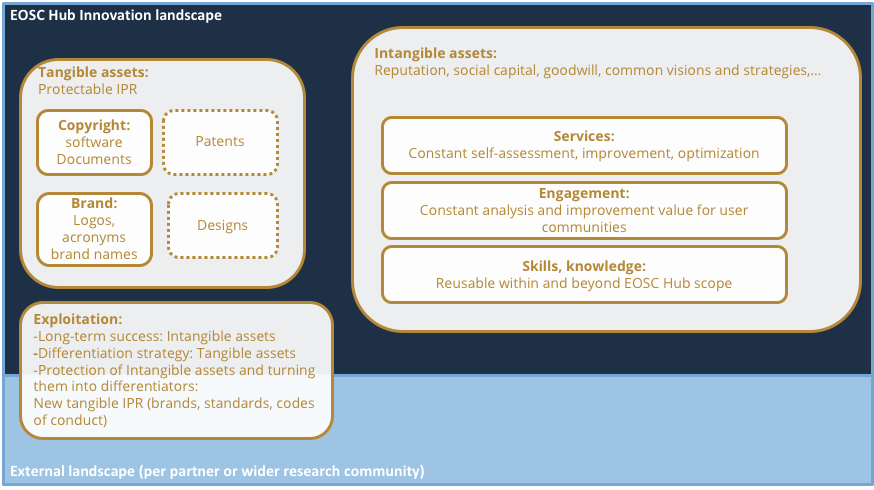 EOSC Hub Innovation landscape
Tangible assets:
Protectable IPR
Copyright:
software
Documents
Patents
Brand:
Logos,
acronyms
brand names
Designs
Intangible assets:
Reputation, social capital, goodwill, common visions and strategies,...
Services:
Constant self-assessment, improvement, optimization
Engagement:
Constant analysis and improvement value for user
communities
Skills, knowledge:
Reusable within and beyond EOSC Hub scope
Exploitation:
-Long-term success: Intangible assets
-Differentiation strategy: Tangible assets
-Protection of Intangible assets and turning
them into differentiators:
New tangible IPR (brands, standards, codes
of conduct)
External landscape (per partner or wider research community)